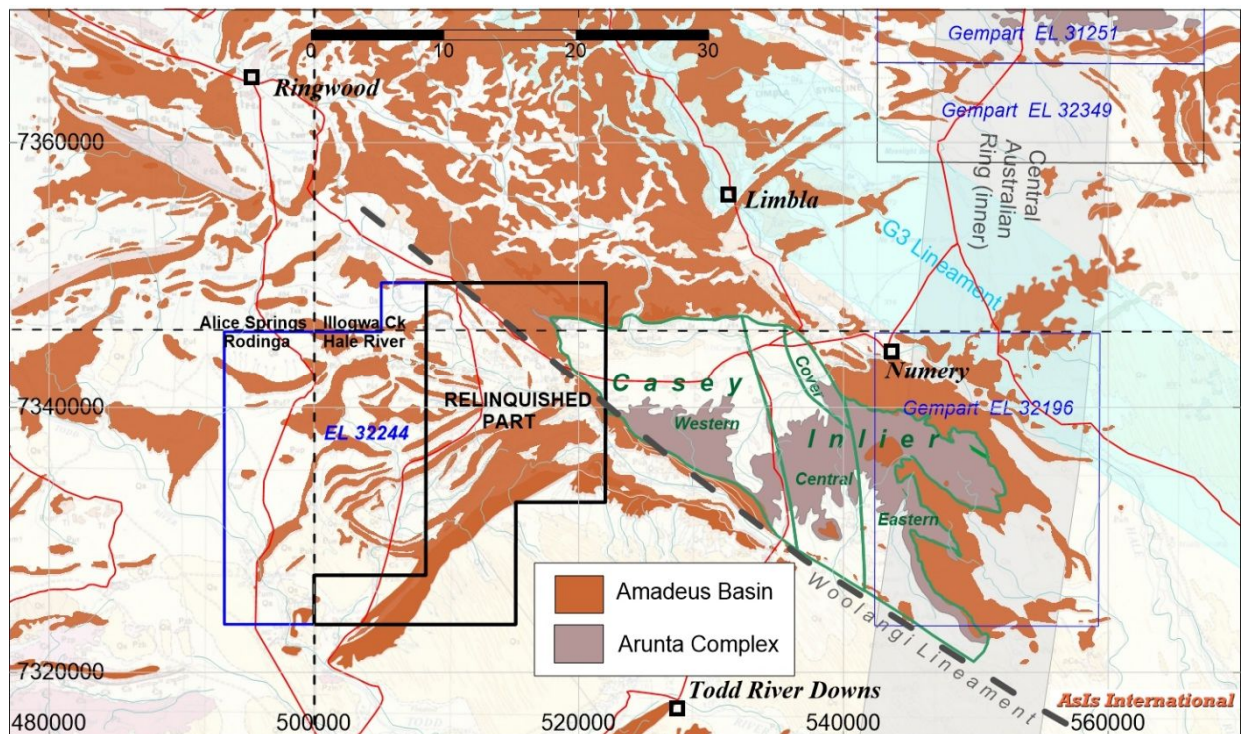 Gempart EL 31251
0 10 20 30
Ringwood
Gempart EL 32349
7360000
Central
Australian
Ring (inner)
Limbla
G3 Lineament
Alice Springs
Rodinga
Illogwa Ck
Hale River
Numery
Casey
Cover
7340000
RELINQUISHED
PART
Gempart EL 32196
EL 32244
Western
Inlier
Central
Eastern
Amadeus Basin
Arunta Complex
Woolangi Lineament
7320000
Todd River Downs
AsIs International
480000 500000 520000 540000 560000